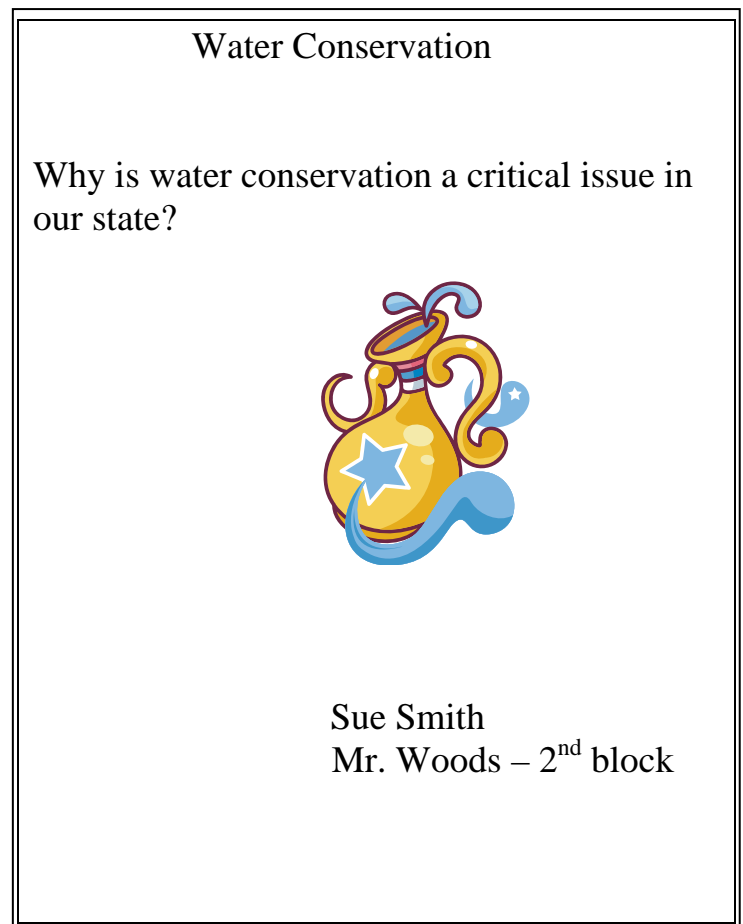 Water Conservation
Why is water conservation a critical issue in
our state?
Sue Smith
Mr. Woods – 2nd block